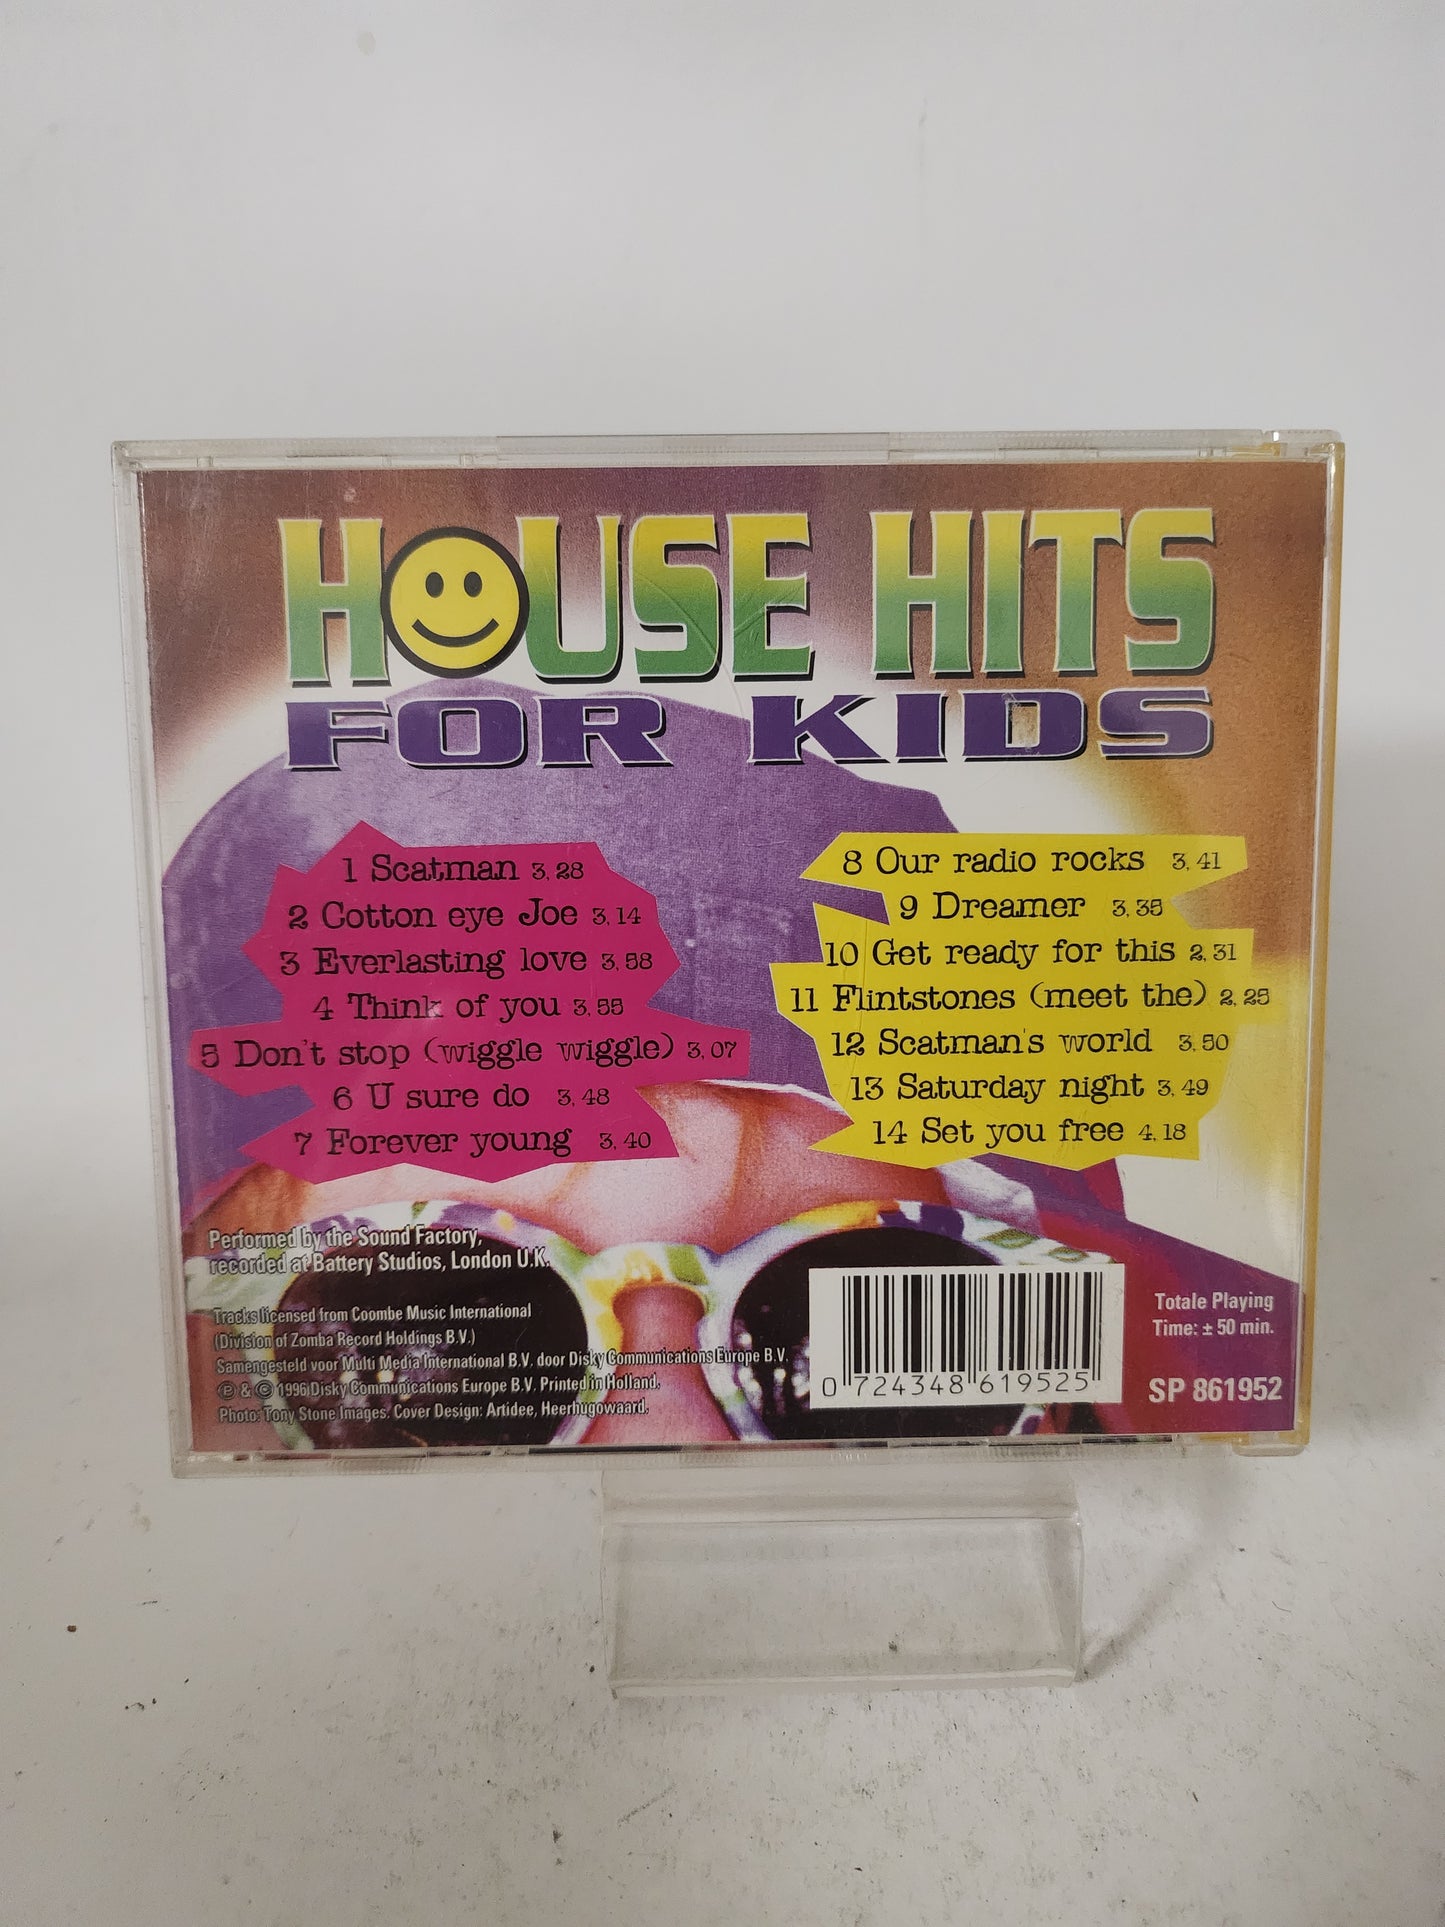 HOUSE HITS
FOR KIDS
1 Scatman 3,28
2 Cotton eye Joe 3,14
3 Everlasting love 3,58
4 Think of you 3,55
5 Don't stop (wiggle wiggle) 3,07
6 U sure do 3,48
7 Forever young 3,40
8 Our radio rocks 3,41
9 Dreamer 3,35
10 Get ready for this 2,31
11 Flintstones (meet the) 2,25
12 Scatman's world 3,50
13 Saturday night 3,49
14 Set you free 4,18
Performed by the Sound Factory,
recorded at Battery Studios, London U.K.
Tracks licensed from Coombe Music International
(Division of Zomba Record Holdings B.V.)
Samengesteld voor Multi Media International B.V. door Disky Communications Europe B.V.
℗ & © 1996 Disky Communications Europe B.V. Printed in Holland.
Photo: Tony Stone Images. Cover Design: Artidee, Heerhugowaard.
0 724348 619525
Totale Playing
Time: ± 50 min.
SP 861952